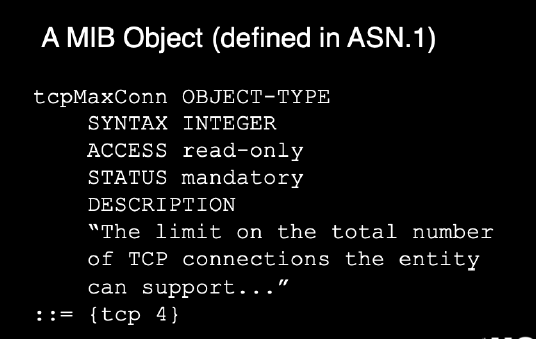 A MIB Object (defined in ASN.1)
tcpMaxConn OBJECT-TYPE
SYNTAX INTEGER
ACCESS read-only
STATUS mandatory
DESCRIPTION
“The limit on the total number
of TCP connections the entity
can support...”
::= {tcp 4}